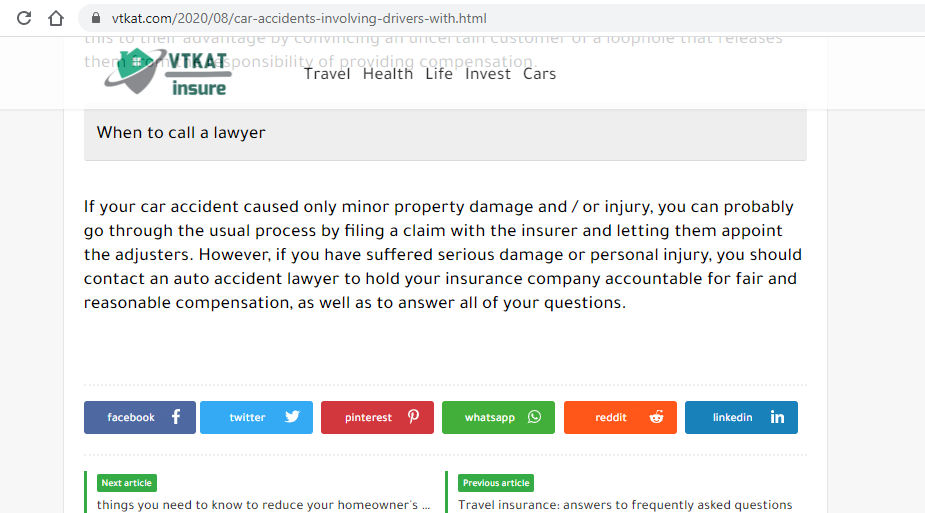 vtkat.com/2020/08/car-accidents-involving-drivers-with.html
this to their advantage by convincing an uncertain customer of a loophole that releases
them from the responsibility of providing compensation.
VTKAT
insure
Travel Health Life Invest Cars
When to call a lawyer
If your car accident caused only minor property damage and / or injury, you can probably
go through the usual process by filing a claim with the insurer and letting them appoint
the adjusters. However, if you have suffered serious damage or personal injury, you should
contact an auto accident lawyer to hold your insurance company accountable for fair and
reasonable compensation, as well as to answer all of your questions.
facebook twitter pinterest whatsapp reddit linkedin
Next article Previous article
things you need to know to reduce your homeowner's ... Travel insurance: answers to frequently asked questions